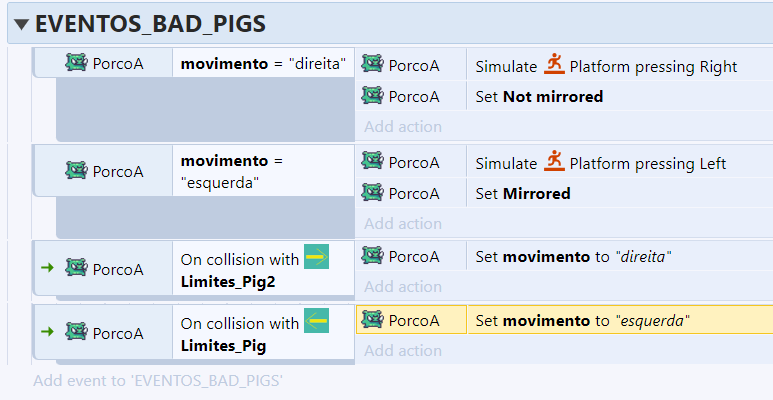 EVENTOS_BAD_PIGS
PorcoA movimento = "direita" PorcoA Simulate Platform pressing Right
PorcoA Set Not mirrored
Add action
PorcoA movimento = "esquerda" PorcoA Simulate Platform pressing Left
PorcoA Set Mirrored
Add action
PorcoA On collision with Limites_Pig2 PorcoA Set movimento to "direita"
Add action
PorcoA On collision with Limites_Pig PorcoA Set movimento to "esquerda"
Add action
Add event to 'EVENTOS_BAD_PIGS'